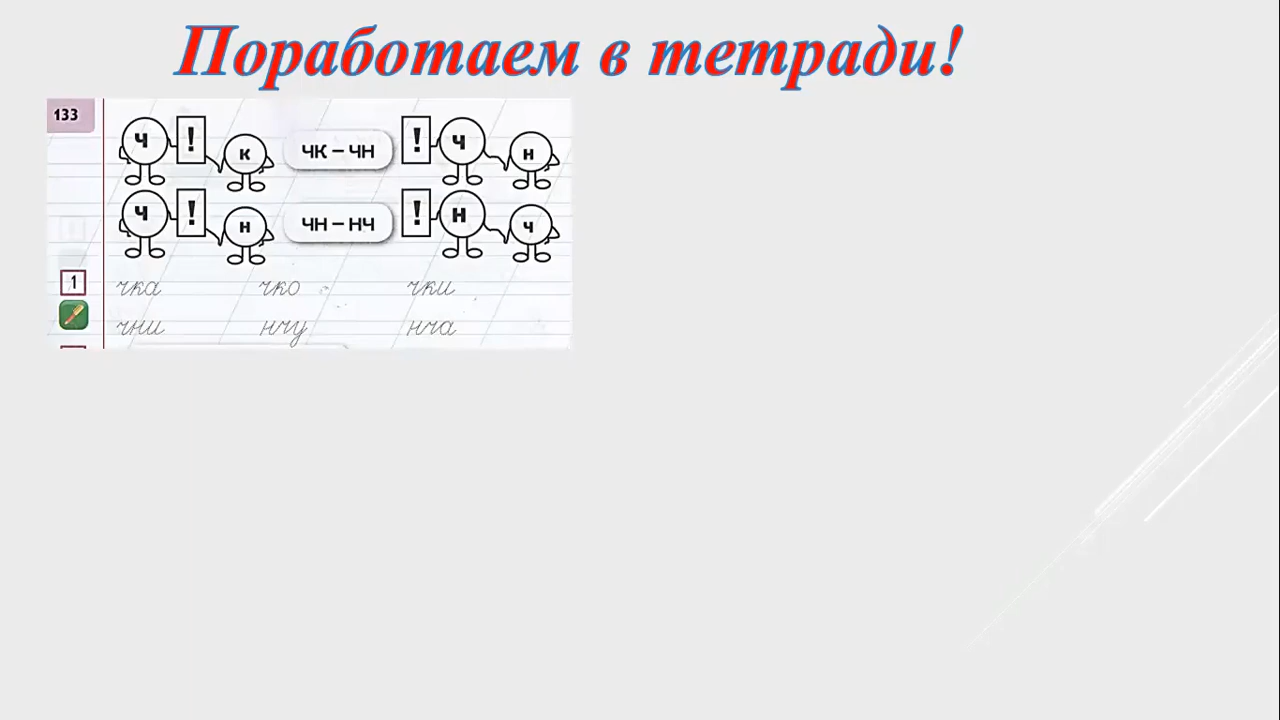 Поработаем в тетради!
133
ч ! к чк – чн ! ч н
ч ! н чн – нч ! н ч
1 чка чко чки
чни нчу нча